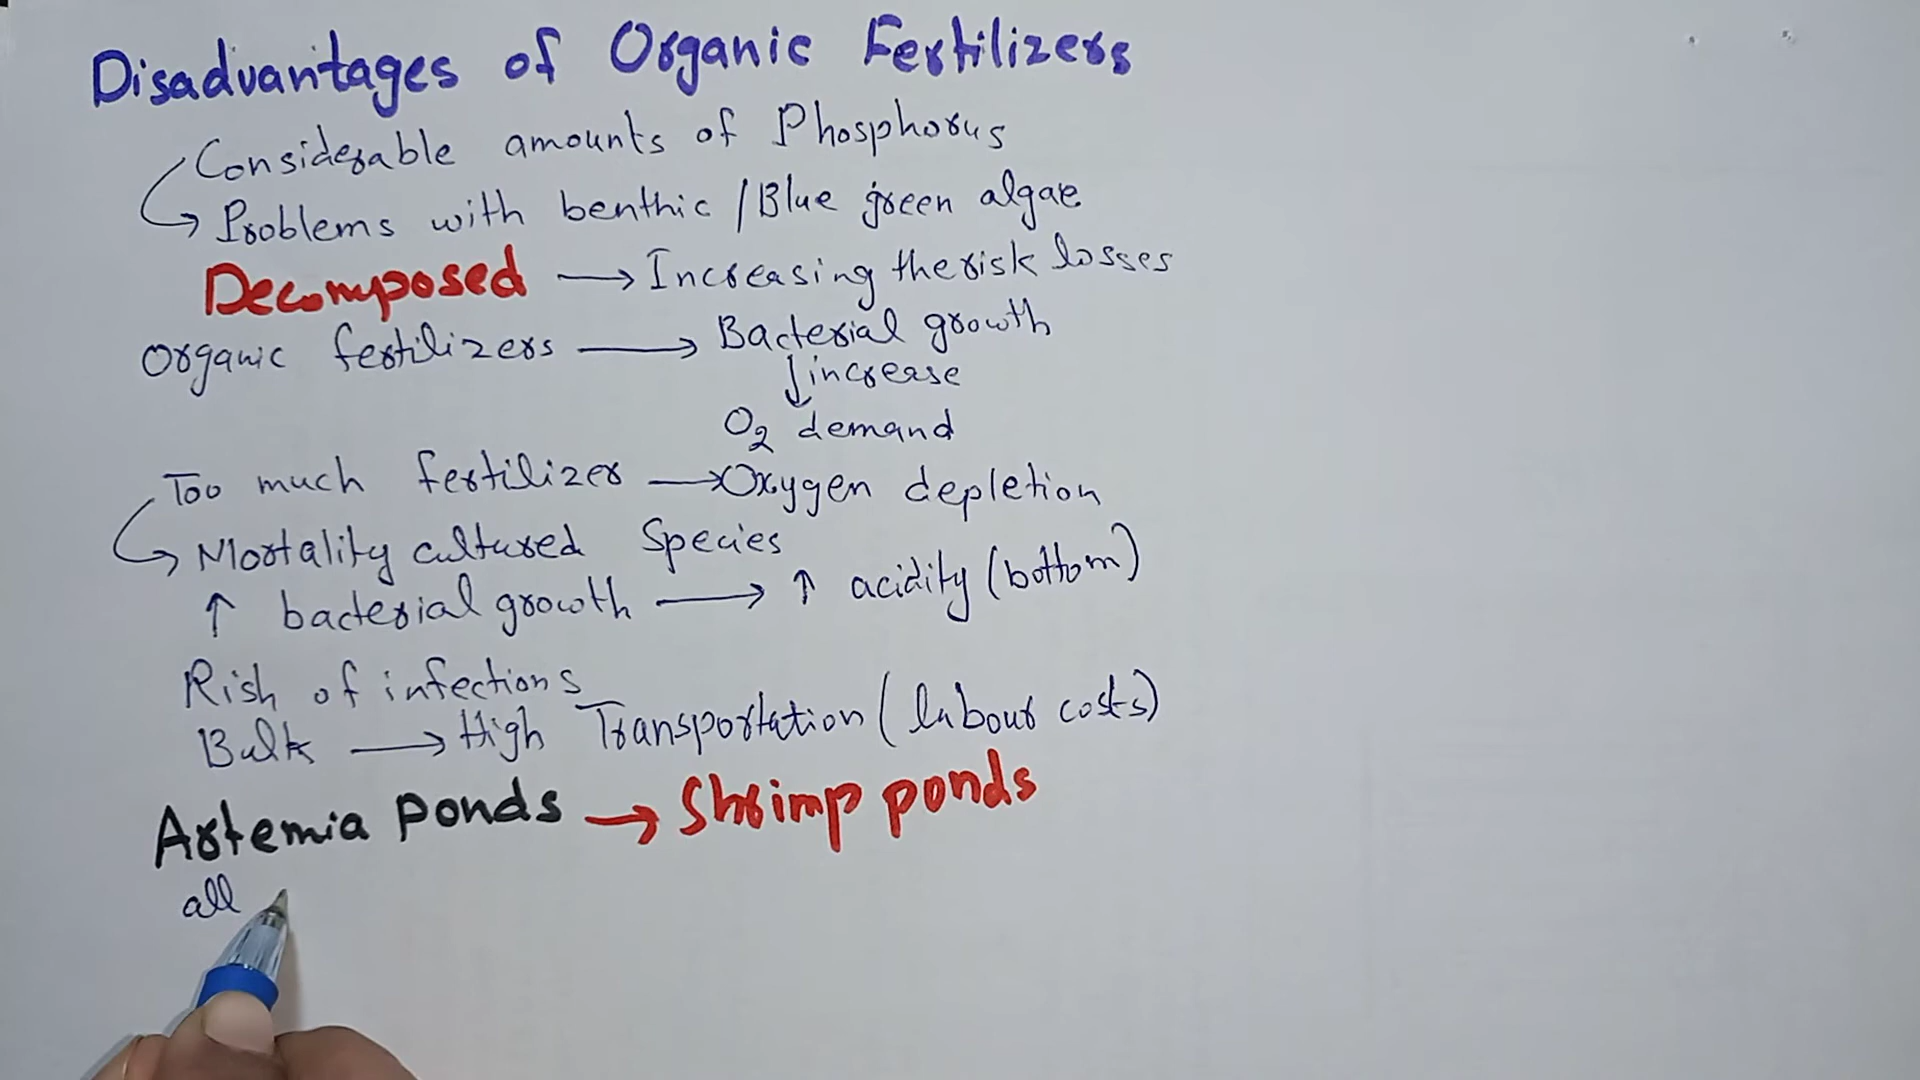 Disadvantages of Organic Fertilizers
Considerable amounts of Phosphorus
→ Problems with benthic / Blue green algae
Decomposed → Increasing the risk losses
Organic fertilizers → Bacterial growth
↓ increase
O₂ demand
Too much fertilizer → Oxygen depletion
→ Mortality cultured Species
↑ bacterial growth → ↑ acidity (bottom)
Risk of infections
Bulk → High Transportation (labour costs)
Artemia Ponds → Shrimp ponds
all